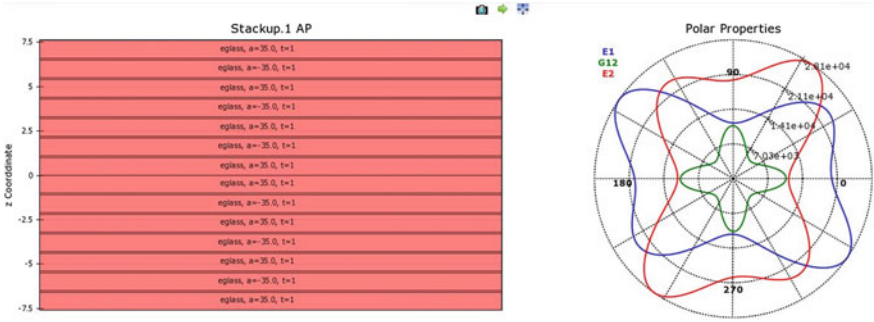 Stackup.1 AP
7.5
5
2.5
0
-2.5
-5
-7.5
z Coordinate
eglass, a=35.0, t=1
eglass, a=-35.0, t=1
eglass, a=35.0, t=1
eglass, a=-35.0, t=1
eglass, a=35.0, t=1
eglass, a=-35.0, t=1
eglass, a=35.0, t=1
eglass, a=35.0, t=1
eglass, a=-35.0, t=1
eglass, a=35.0, t=1
eglass, a=-35.0, t=1
eglass, a=35.0, t=1
eglass, a=-35.0, t=1
eglass, a=35.0, t=1
Polar Properties
E1
G12
E2
90
2.81e+04
2.11e+04
1.41e+04
7.03e+03
180
0
270